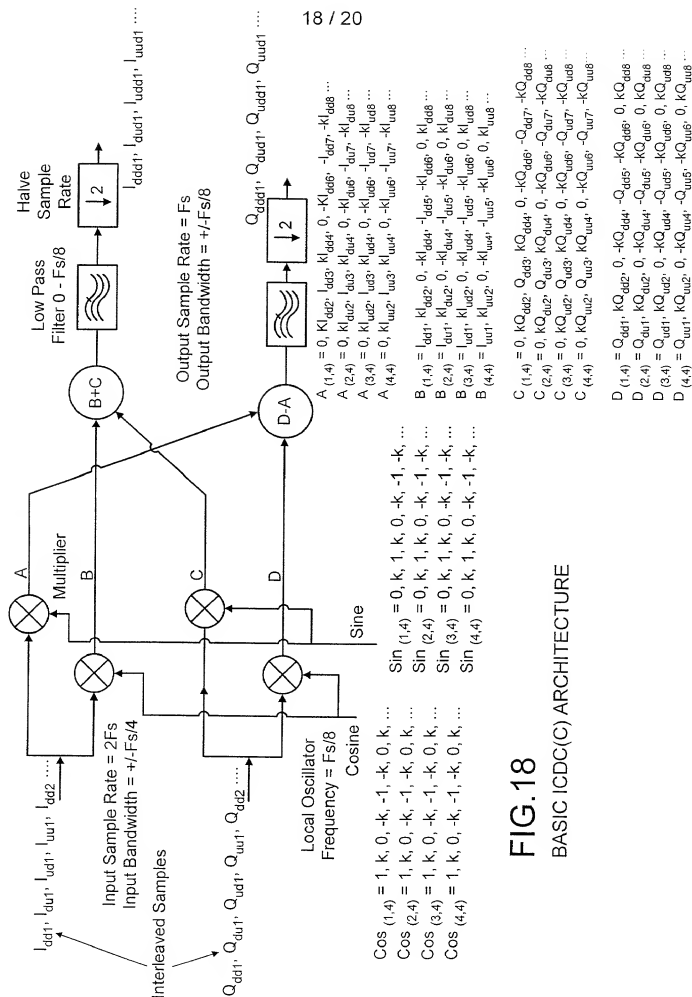 18 / 20
Interleaved Samples
I_dd1, I_du1, I_ud1, I_uu1, I_dd2 ....
Input Sample Rate = 2Fs
Input Bandwidth = +/-Fs/4
Q_dd1, Q_du1, Q_ud1, Q_uu1, Q_dd2 ....
Local Oscillator
Frequency = Fs/8
Cosine
Sine
Multiplier
A
B
C
D
B+C
D-A
Low Pass
Filter 0 - Fs/8
Halve
Sample
Rate
↓ 2
↓ 2
I_ddd1, I_dud1, I_udd1, I_uud1 ....
Output Sample Rate = Fs
Output Bandwidth = +/-Fs/8
Q_ddd1, Q_dud1, Q_udd1, Q_uud1 ....
Cos (1,4) = 1, k, 0, -k, -1, -k, 0, k, ...
Cos (2,4) = 1, k, 0, -k, -1, -k, 0, k, ...
Cos (3,4) = 1, k, 0, -k, -1, -k, 0, k, ...
Cos (4,4) = 1, k, 0, -k, -1, -k, 0, k, ...
Sin (1,4) = 0, k, 1, k, 0, -k, -1, -k, ...
Sin (2,4) = 0, k, 1, k, 0, -k, -1, -k, ...
Sin (3,4) = 0, k, 1, k, 0, -k, -1, -k, ...
Sin (4,4) = 0, k, 1, k, 0, -k, -1, -k, ...
A (1,4) = 0, KI_dd2, I_dd3, kI_dd4, 0, -kI_dd6, -I_dd7, -kI_dd8 ...
A (2,4) = 0, kI_du2, I_du3, kI_du4, 0, -kI_du6, -I_du7, -kI_du8 ...
A (3,4) = 0, kI_ud2, I_ud3, kI_ud4, 0, -kI_ud6, -I_ud7, -kI_ud8 ...
A (4,4) = 0, kI_uu2, I_uu3, kI_uu4, 0, -kI_uu6, -I_uu7, -kI_uu8 ...
B (1,4) = I_dd1, kI_dd2, 0, -kI_dd4, -I_dd5, -kI_dd6, 0, kI_dd8 ...
B (2,4) = I_du1, kI_du2, 0, -kI_du4, -I_du5, -kI_du6, 0, kI_du8 ...
B (3,4) = I_ud1, kI_ud2, 0, -kI_ud4, -I_ud5, -kI_ud6, 0, kI_ud8 ...
B (4,4) = I_uu1, kI_uu2, 0, -kI_uu4, -I_uu5, -kI_uu6, 0, kI_uu8 ...
C (1,4) = 0, kQ_dd2, Q_dd3, kQ_dd4, 0, -kQ_dd6, -Q_dd7, -kQ_dd8 ...
C (2,4) = 0, kQ_du2, Q_du3, kQ_du4, 0, -kQ_du6, -Q_du7, -kQ_du8 ...
C (3,4) = 0, kQ_ud2, Q_ud3, kQ_ud4, 0, -kQ_ud6, -Q_ud7, -kQ_ud8 ...
C (4,4) = 0, kQ_uu2, Q_uu3, kQ_uu4, 0, -kQ_uu6, -Q_uu7, -kQ_uu8 ...
D (1,4) = Q_dd1, kQ_dd2, 0, -kQ_dd4, -Q_dd5, -kQ_dd6, 0, kQ_dd8 ...
D (2,4) = Q_du1, kQ_du2, 0, -kQ_du4, -Q_du5, -kQ_du6, 0, kQ_du8 ...
D (3,4) = Q_ud1, kQ_ud2, 0, -kQ_ud4, -Q_ud5, -kQ_ud6, 0, kQ_ud8 ...
D (4,4) = Q_uu1, kQ_uu2, 0, -kQ_uu4, -Q_uu5, -kQ_uu6, 0, kQ_uu8 ...
FIG.18
BASIC ICDC(C) ARCHITECTURE